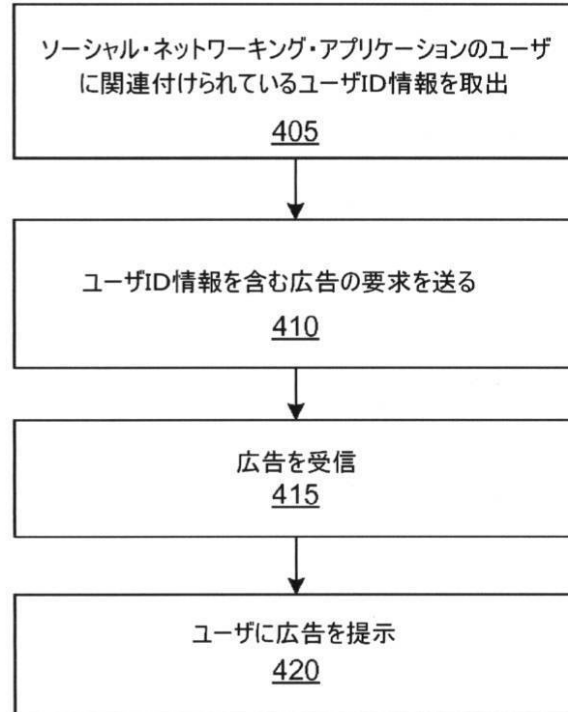 ソーシャル・ネットワーキング・アプリケーションのユーザ
に関連付けられているユーザID情報を取出
405
ユーザID情報を含む広告の要求を送る
410
広告を受信
415
ユーザに広告を提示
420